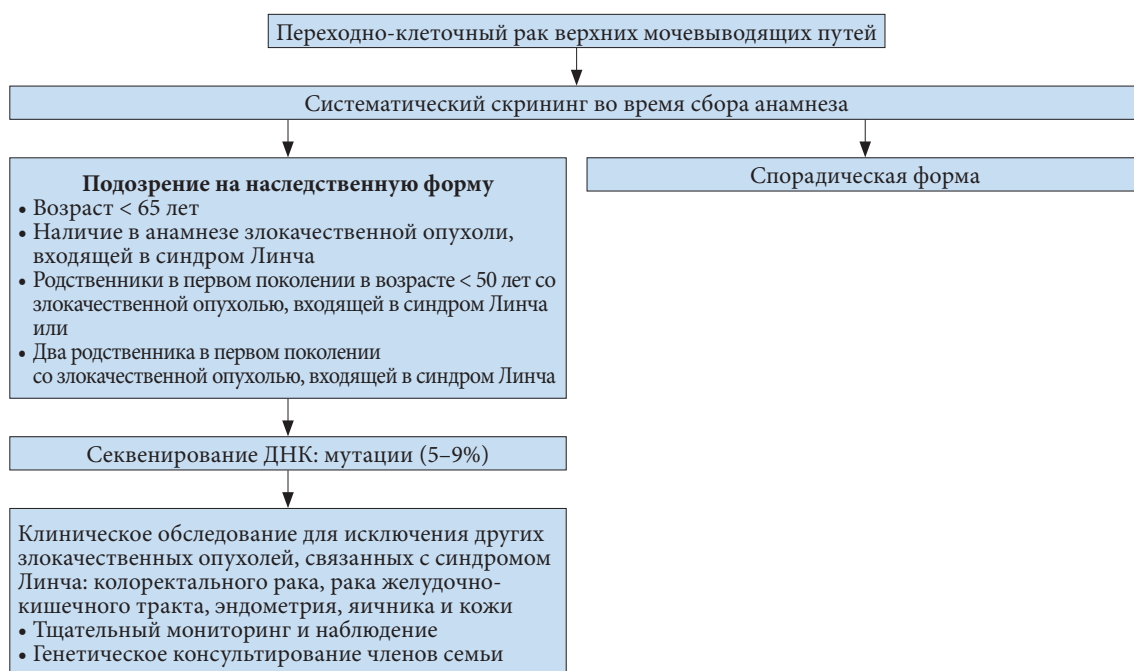 Переходно-клеточный рак верхних мочевыводящих путей
Систематический скрининг во время сбора анамнеза
Подозрение на наследственную форму
• Возраст < 65 лет
• Наличие в анамнезе злокачественной опухоли,
входящей в синдром Линча
• Родственники в первом поколении в возрасте < 50 лет со
злокачественной опухолью, входящей в синдром Линча
или
• Два родственника в первом поколении
со злокачественной опухолью, входящей в синдром Линча
Спорадическая форма
Секвенирование ДНК: мутации (5–9%)
Клиническое обследование для исключения других
злокачественных опухолей, связанных с синдромом
Линча: колоректального рака, рака желудочно-
кишечного тракта, эндометрия, яичника и кожи
• Тщательный мониторинг и наблюдение
• Генетическое консультирование членов семьи